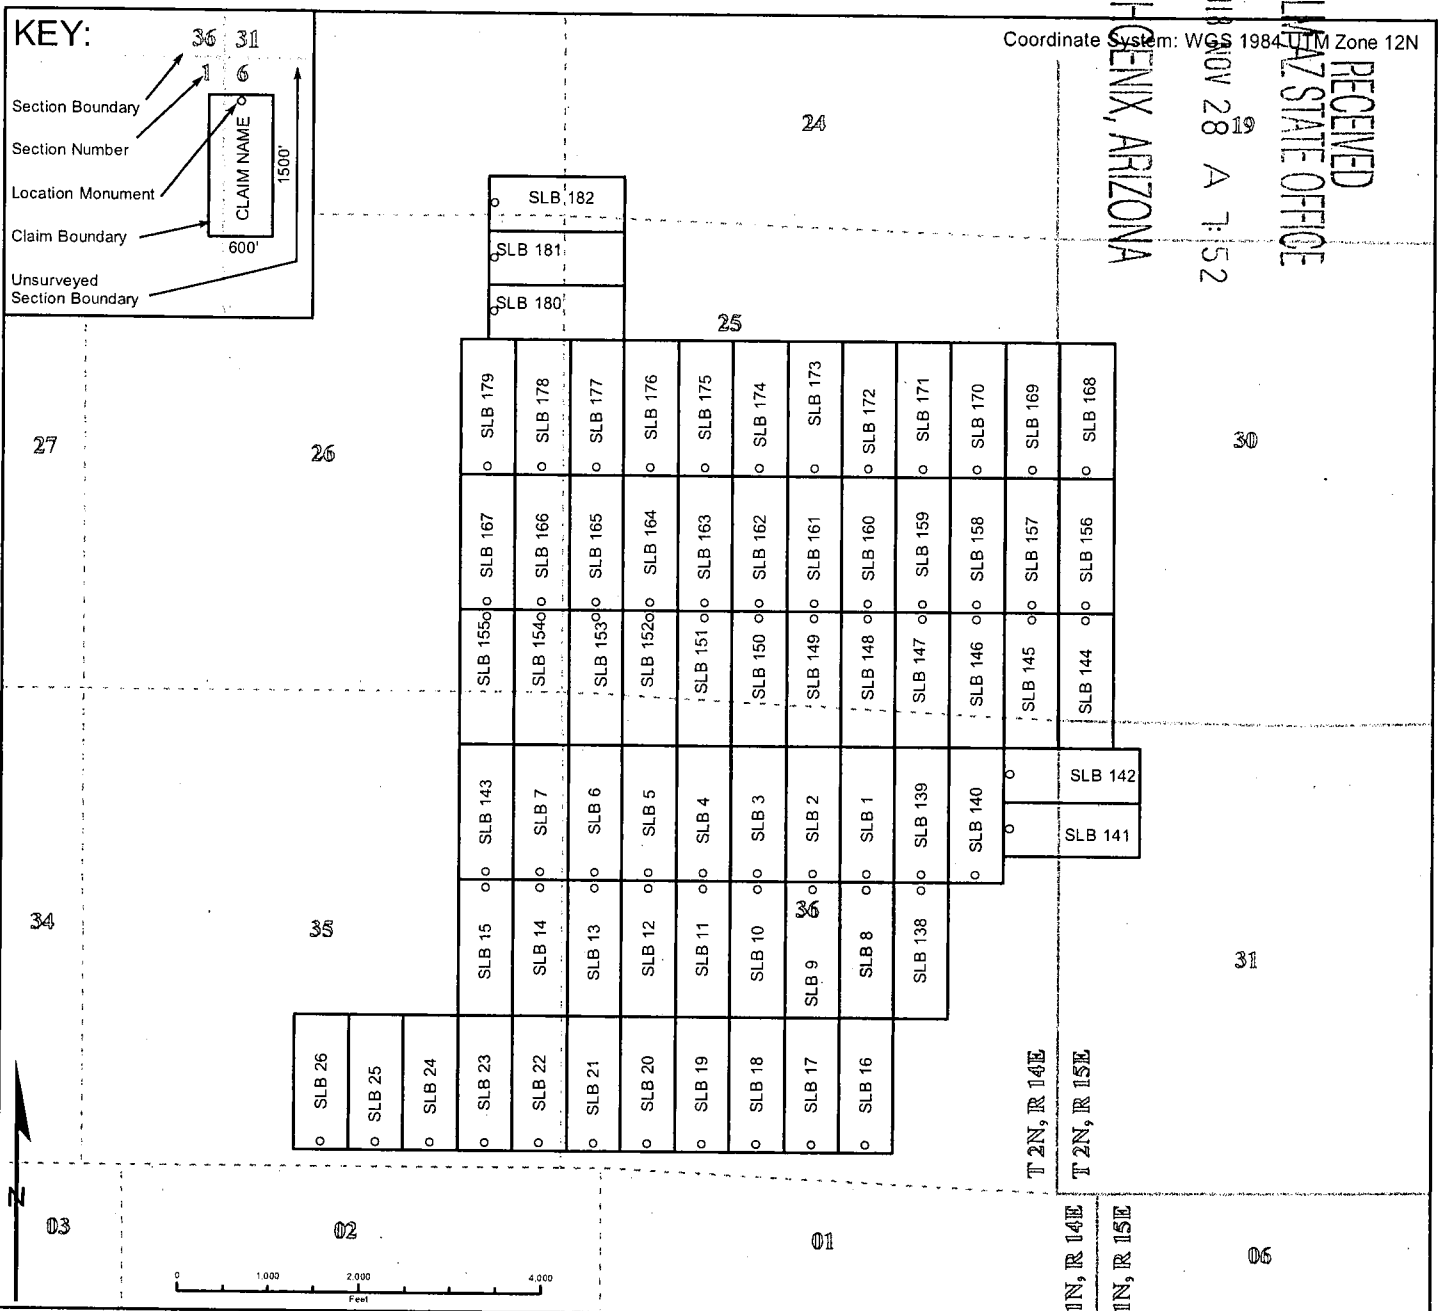 KEY:
36 31
1 6
Section Boundary
Section Number
Location Monument
Claim Boundary
Unsurveyed
Section Boundary
CLAIM NAME
1500'
600'
Coordinate System: WGS 1984 UTM Zone 12N
RECEIVED
AZ STATE OFFICE
NOV 28 A 7:52
ARIZONA
24
19
SLB 182
SLB 181
SLB 180
25
27
26
30
SLB 179
SLB 178
SLB 177
SLB 176
SLB 175
SLB 174
SLB 173
SLB 172
SLB 171
SLB 170
SLB 169
SLB 168
SLB 167
SLB 166
SLB 165
SLB 164
SLB 163
SLB 162
SLB 161
SLB 160
SLB 159
SLB 158
SLB 157
SLB 156
SLB 155
SLB 154
SLB 153
SLB 152
SLB 151
SLB 150
SLB 149
SLB 148
SLB 147
SLB 146
SLB 145
SLB 144
SLB 143
SLB 7
SLB 6
SLB 5
SLB 4
SLB 3
SLB 2
SLB 1
SLB 139
SLB 140
SLB 142
SLB 141
34
35
36
31
SLB 15
SLB 14
SLB 13
SLB 12
SLB 11
SLB 10
SLB 9
SLB 8
SLB 138
SLB 26
SLB 25
SLB 24
SLB 23
SLB 22
SLB 21
SLB 20
SLB 19
SLB 18
SLB 17
SLB 16
T 2N, R 14E
T 2N, R 15E
N
03
02
01
06
1N, R 14E
1N, R 15E
0 1,000 2,000 4,000
Feet